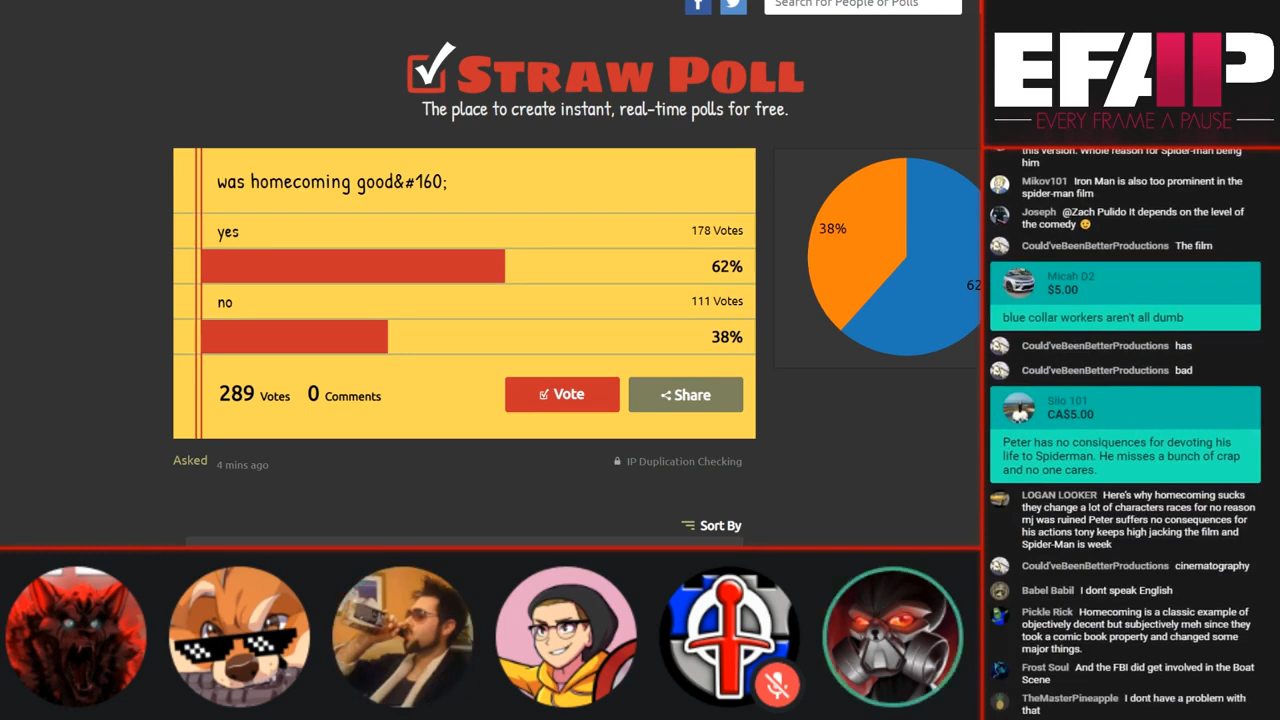 Search for People or Polls
STRAW POLL
The place to create instant, real-time polls for free.
was homecoming good&#160;
yes
178 Votes
62%
no
111 Votes
38%
289 Votes 0 Comments
Vote
Share
Asked 4 mins ago
IP Duplication Checking
Sort By
38%
62
EFAP
EVERY FRAME A PAUSE
this version. Whole reason for Spider-man being
him
Mikov101 Iron Man is also too prominent in the
spider-man film
Joseph @Zach Pulido It depends on the level of
the comedy 😉
Could'veBeenBetterProductions The film
Micah D2
$5.00
blue collar workers aren't all dumb
Could'veBeenBetterProductions has
Could'veBeenBetterProductions bad
Silo 101
CA$5.00
Peter has no consiquences for devoting his
life to Spiderman. He misses a bunch of crap
and no one cares.
LOGAN LOOKER Here's why homecoming sucks
they change a lot of characters races for no reason
mj was ruined Peter suffers no consequences for
his actions tony keeps high jacking the film and
Spider-Man is week
Could'veBeenBetterProductions cinematography
Babel Babil I dont speak English
Pickle Rick Homecoming is a classic example of
objectively decent but subjectively meh since they
took a comic book property and changed some
major things.
Frost Soul And the FBI did get involved in the Boat
Scene
TheMasterPineapple I dont have a problem with
that